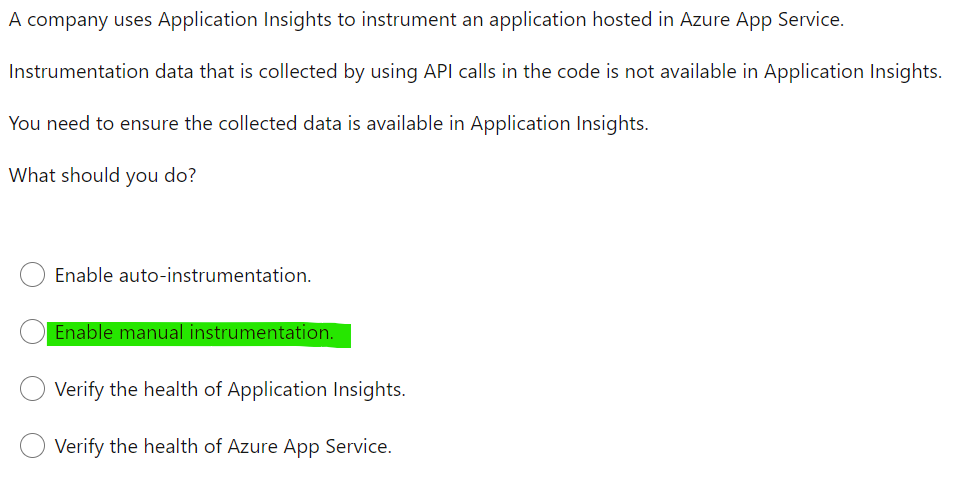 A company uses Application Insights to instrument an application hosted in Azure App Service.
Instrumentation data that is collected by using API calls in the code is not available in Application Insights.
You need to ensure the collected data is available in Application Insights.
What should you do?
Enable auto-instrumentation.
Enable manual instrumentation.
Verify the health of Application Insights.
Verify the health of Azure App Service.